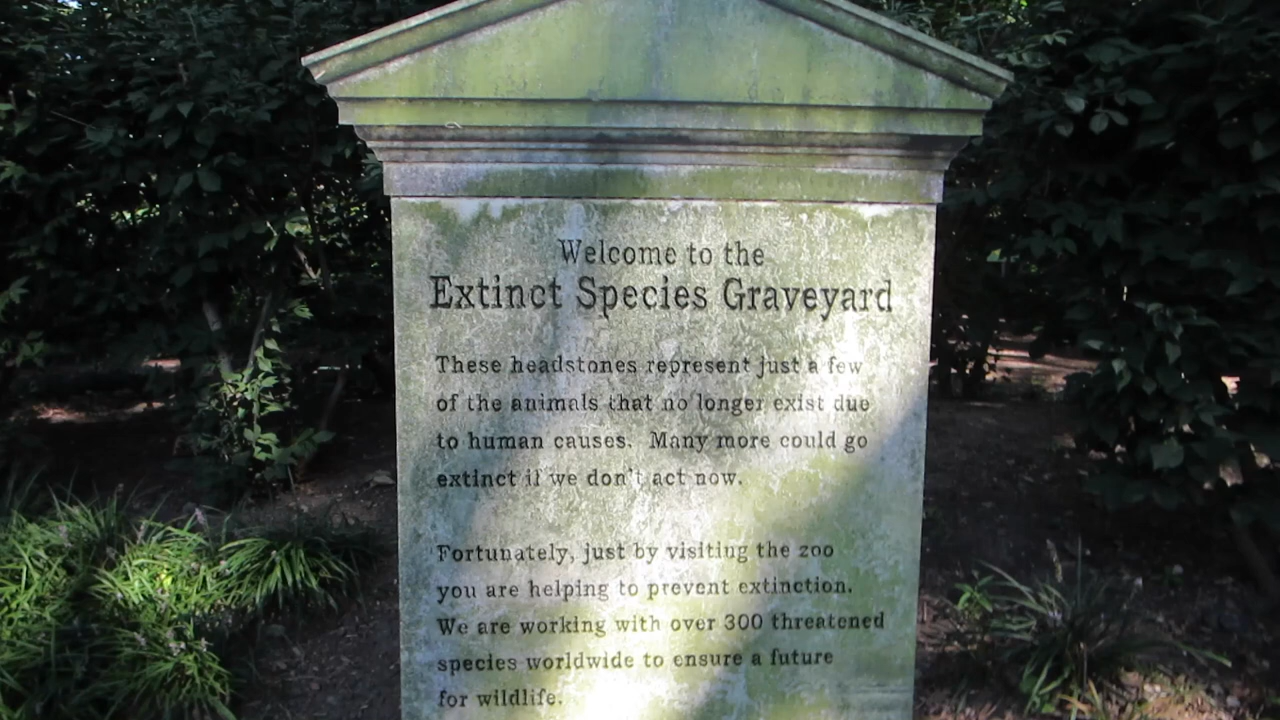 Welcome to the
Extinct Species Graveyard
These headstones represent just a few
of the animals that no longer exist due
to human causes. Many more could go
extinct if we don't act now.
Fortunately, just by visiting the zoo
you are helping to prevent extinction.
We are working with over 300 threatened
species worldwide to ensure a future
for wildlife.